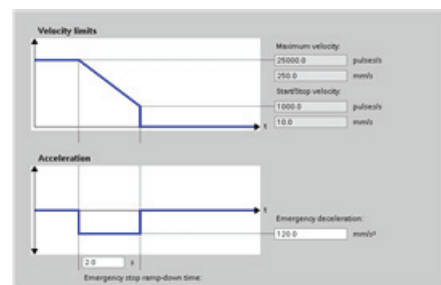 Velocity limits
Maximum velocity:
25000.0 pulses/s
250.0 mm/s
Start/Stop velocity:
1000.0 pulses/s
10.0 mm/s
t
Acceleration
t
Emergency deceleration:
120.0 mm/s²
2.0 s
Emergency stop ramp-down time: